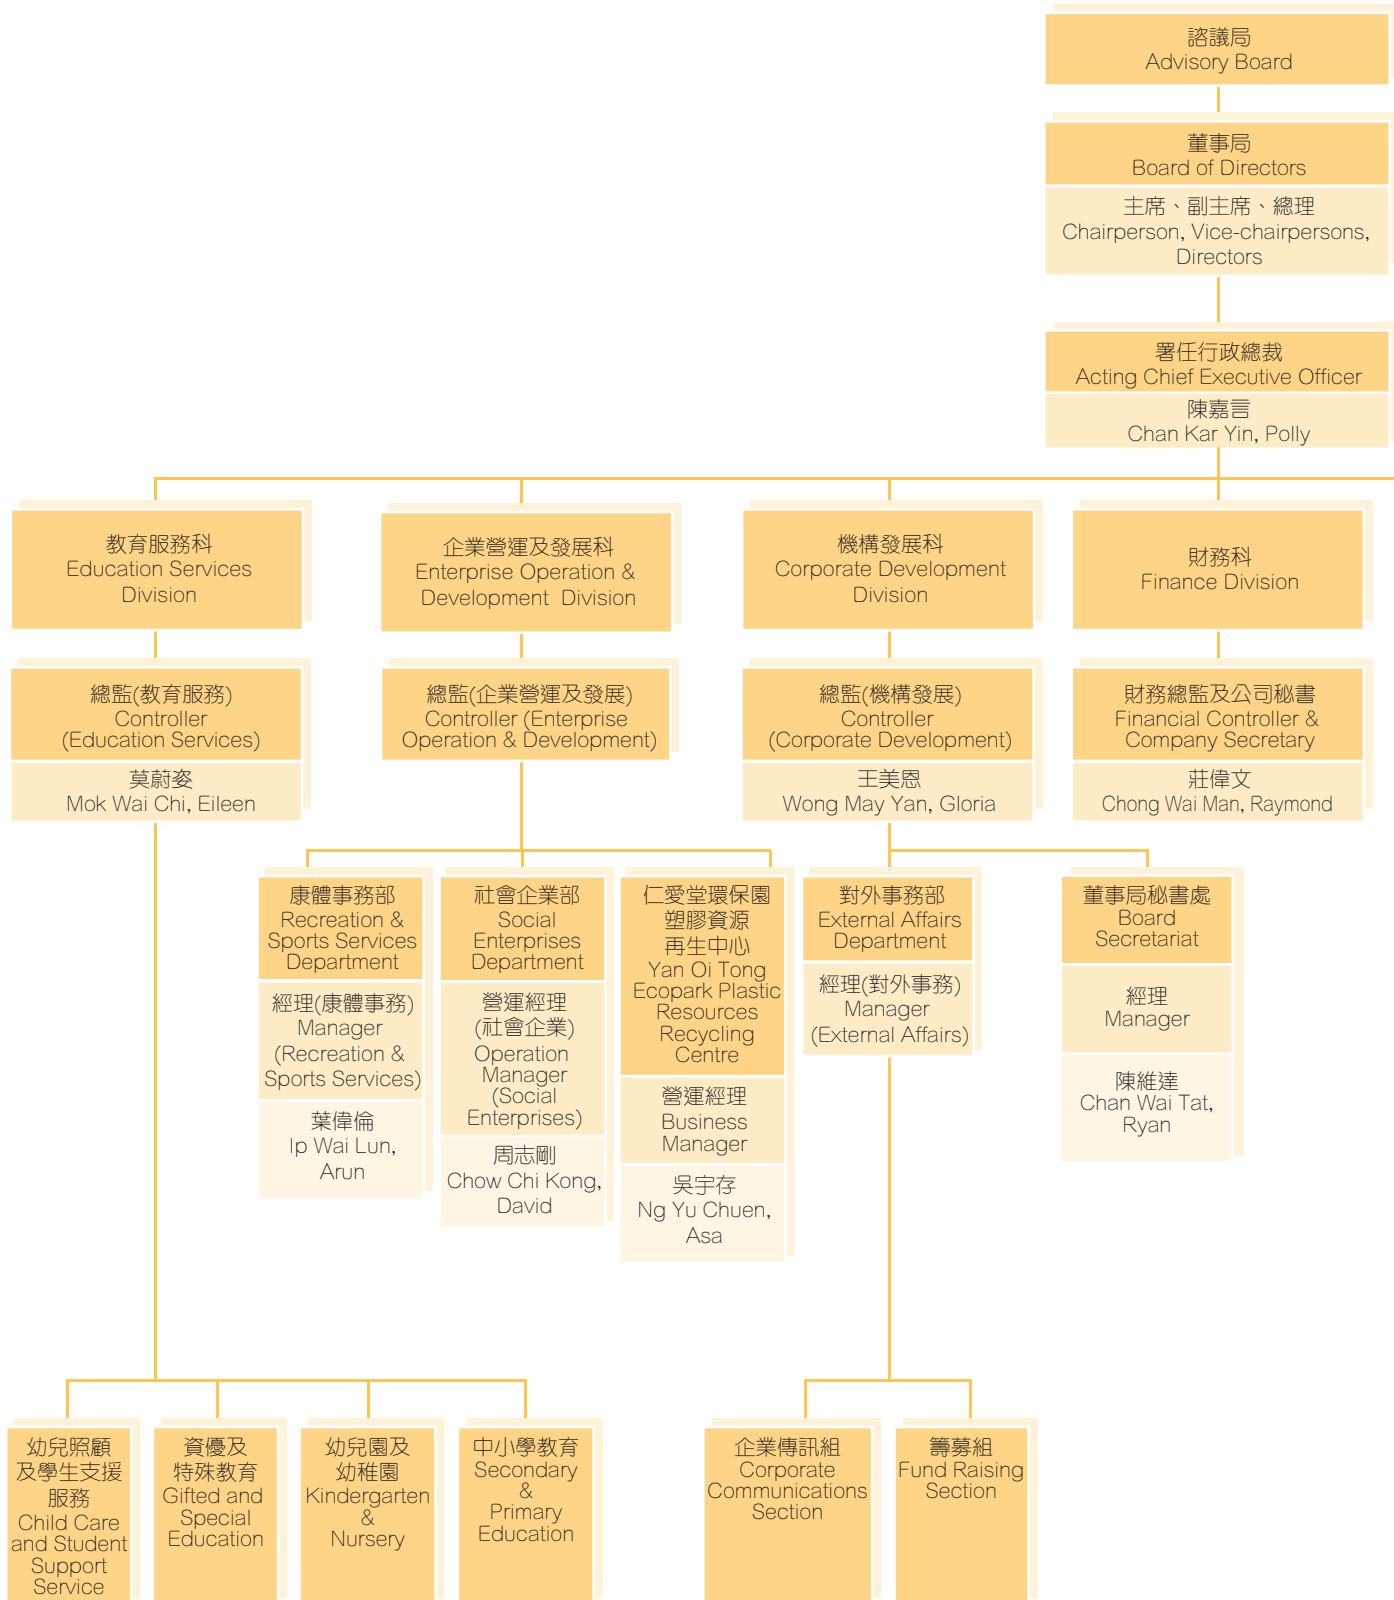 諮議局
Advisory Board
董事局
Board of Directors
主席、副主席、總理
Chairperson, Vice-chairpersons,
Directors
署任行政總裁
Acting Chief Executive Officer
陳嘉言
Chan Kar Yin, Polly
教育服務科
Education Services
Division
企業營運及發展科
Enterprise Operation &
Development Division
機構發展科
Corporate Development
Division
財務科
Finance Division
總監(教育服務)
Controller
(Education Services)
莫蔚姿
Mok Wai Chi, Eileen
總監(企業營運及發展)
Controller (Enterprise
Operation & Development)
總監(機構發展)
Controller
(Corporate Development)
王美恩
Wong May Yan, Gloria
財務總監及公司秘書
Financial Controller &
Company Secretary
莊偉文
Chong Wai Man, Raymond
康體事務部
Recreation &
Sports Services
Department
經理(康體事務)
Manager
(Recreation &
Sports Services)
葉偉倫
Ip Wai Lun,
Arun
社會企業部
Social
Enterprises
Department
營運經理
(社會企業)
Operation
Manager
(Social
Enterprises)
周志剛
Chow Chi Kong,
David
仁愛堂環保園
塑膠資源
再生中心
Yan Oi Tong
Ecopark Plastic
Resources
Recycling
Centre
營運經理
Business
Manager
吳宇存
Ng Yu Chuen,
Asa
對外事務部
External Affairs
Department
經理(對外事務)
Manager
(External Affairs)
董事局秘書處
Board
Secretariat
經理
Manager
陳維達
Chan Wai Tat,
Ryan
幼兒照顧
及學生支援
服務
Child Care
and Student
Support
Service
資優及
特殊教育
Gifted and
Special
Education
幼兒園及
幼稚園
Kindergarten
&
Nursery
中小學教育
Secondary
&
Primary
Education
企業傳訊組
Corporate
Communications
Section
籌募組
Fund Raising
Section